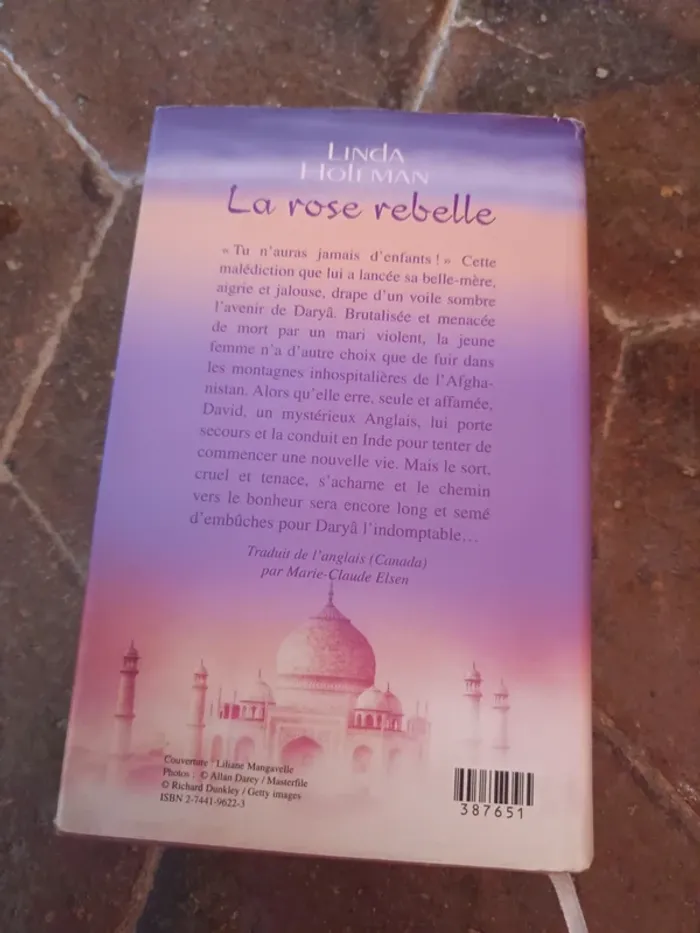 LINDA
HOLEMAN
La rose rebelle
« Tu n'auras jamais d'enfants ! » Cette
malédiction que lui a lancée sa belle-mère,
aigrie et jalouse, drape d'un voile sombre
l'avenir de Daryâ. Brutalisée et menacée
de mort par un mari violent, la jeune
femme n'a d'autre choix que de fuir dans
les montagnes inhospitalières de l'Afgha-
nistan. Alors qu'elle erre, seule et affamée,
David, un mystérieux Anglais, lui porte
secours et la conduit en Inde pour tenter de
commencer une nouvelle vie. Mais le sort,
cruel et tenace, s'acharne et le chemin
vers le bonheur sera encore long et semé
d'embûches pour Daryâ l'indomptable…
Traduit de l'anglais (Canada)
par Marie-Claude Elsen
Couverture : Liliane Mangavelle
Photos : © Allan Darey / Masterfile
© Richard Dunkley / Getty images
ISBN 2-7441-9622-3
387651